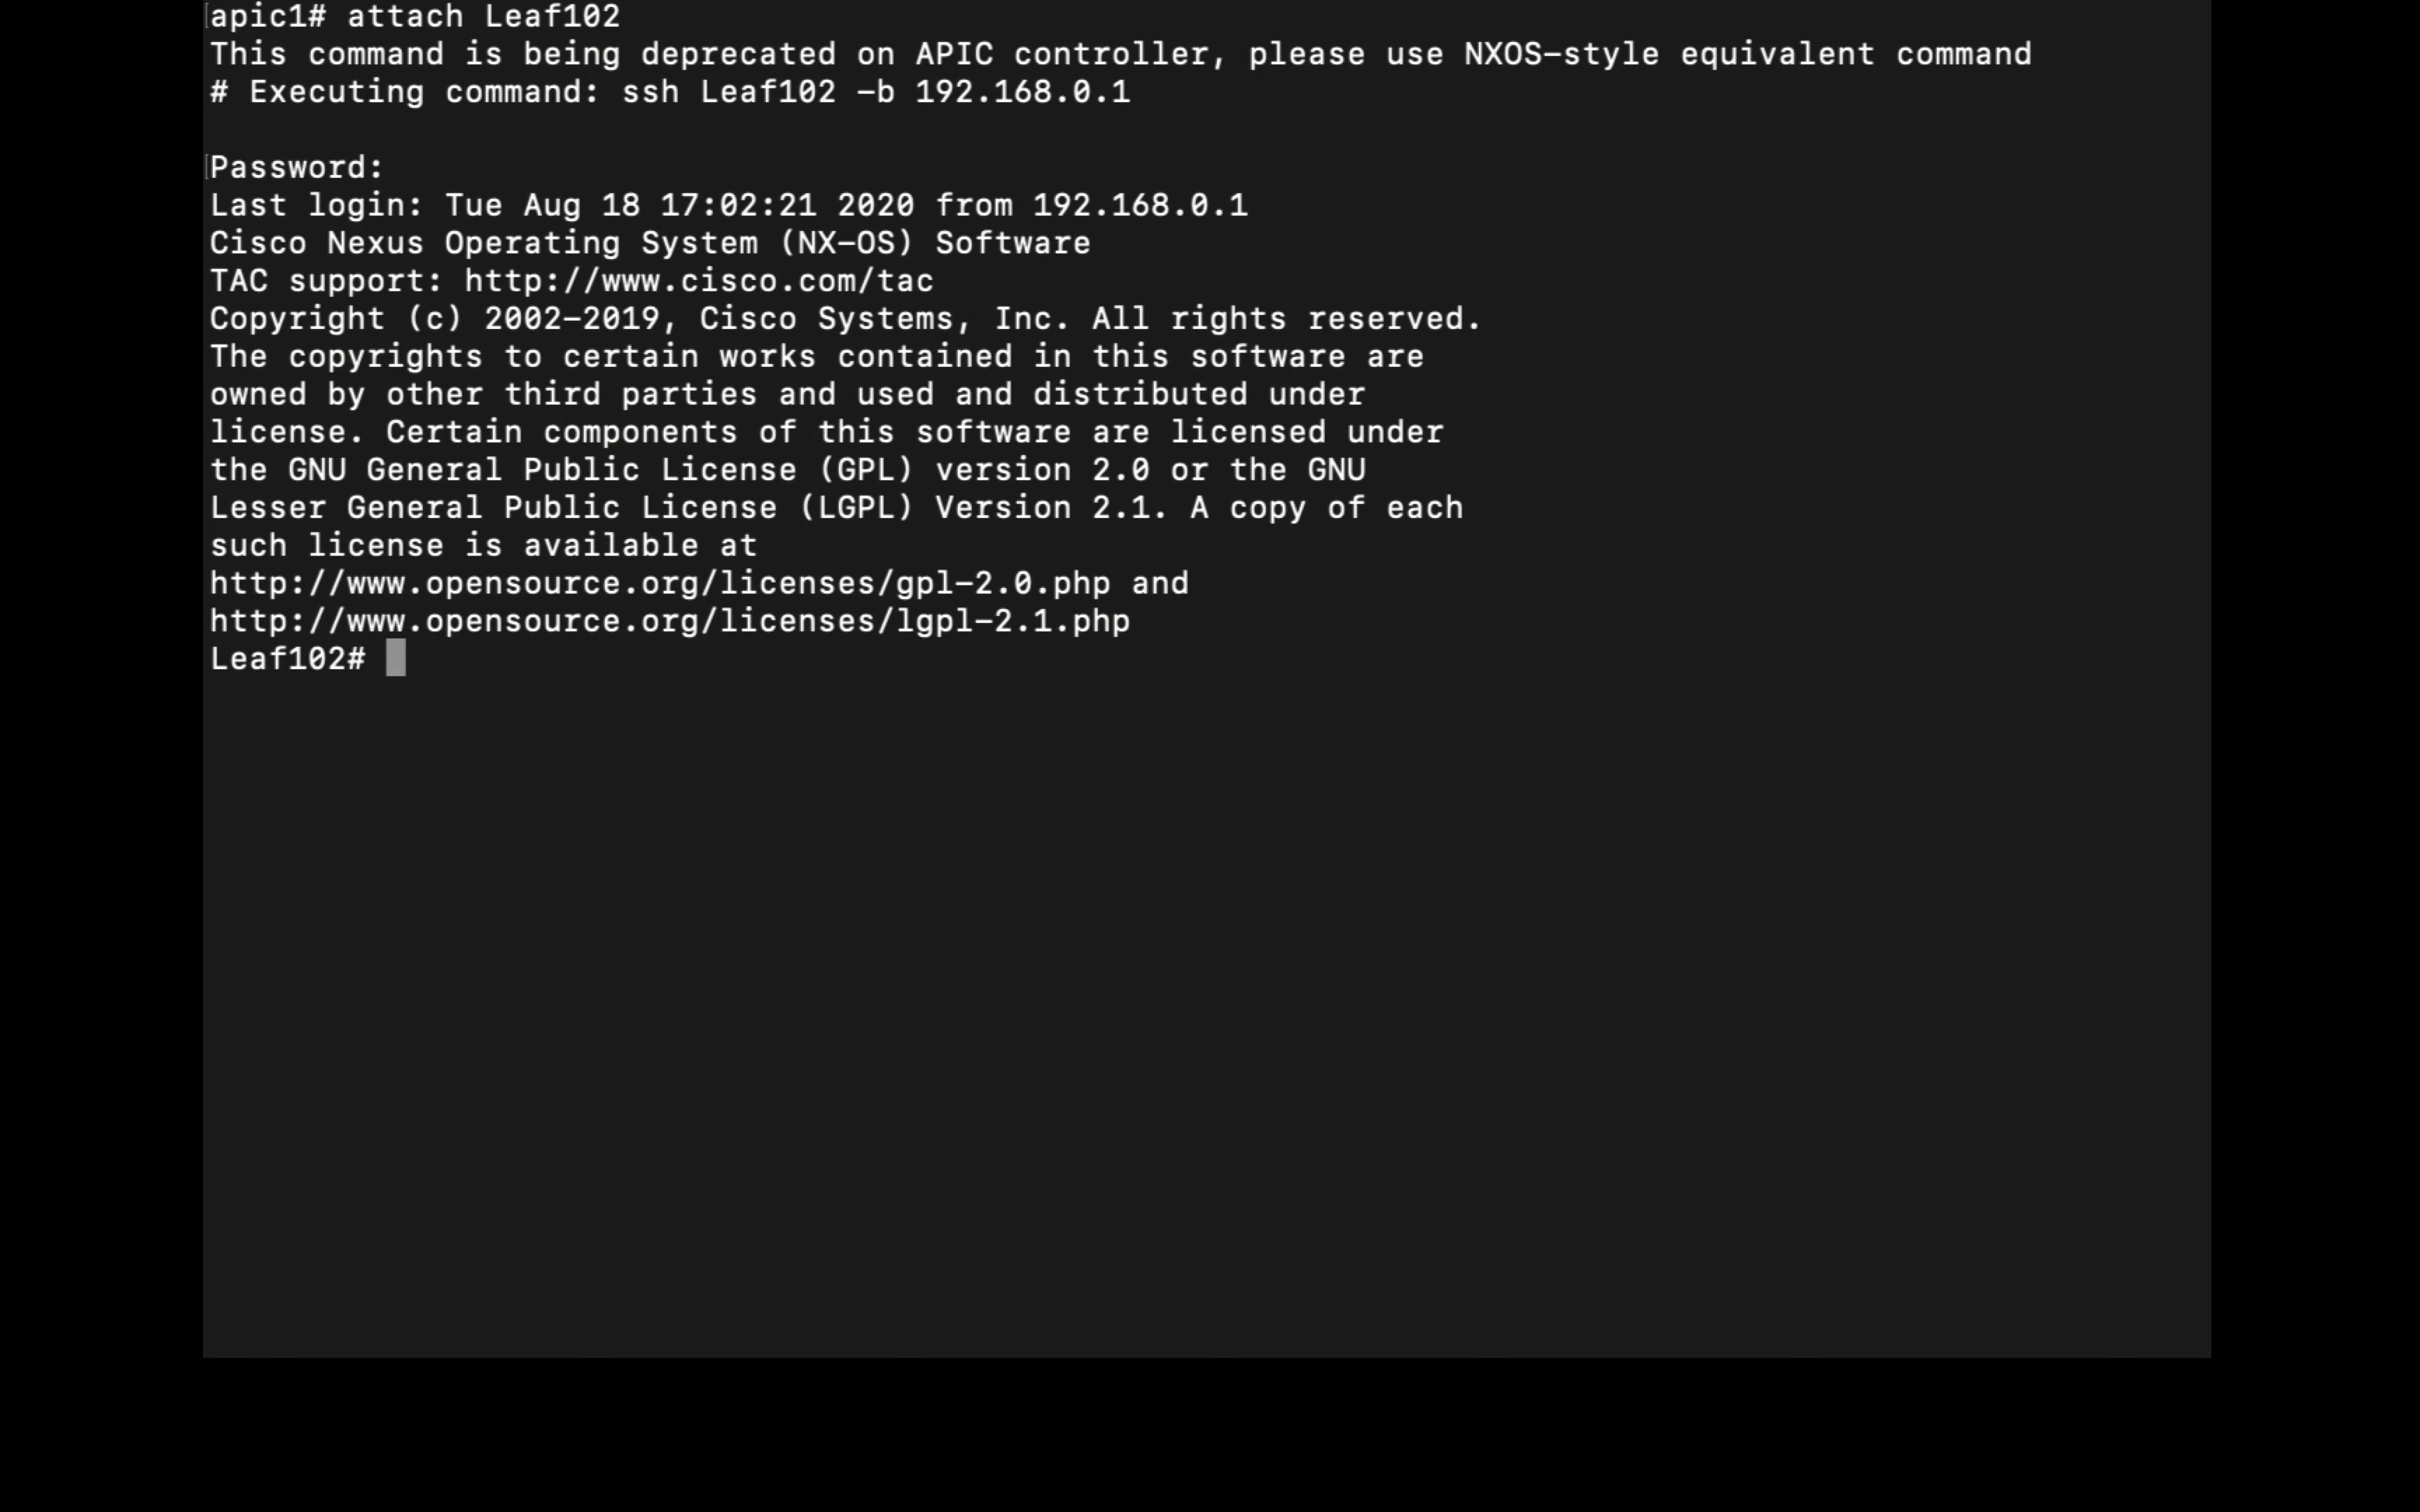 apic1# attach Leaf102
This command is being deprecated on APIC controller, please use NXOS-style equivalent command
# Executing command: ssh Leaf102 -b 192.168.0.1
Password:
Last login: Tue Aug 18 17:02:21 2020 from 192.168.0.1
Cisco Nexus Operating System (NX-OS) Software
TAC support: http://www.cisco.com/tac
Copyright (c) 2002-2019, Cisco Systems, Inc. All rights reserved.
The copyrights to certain works contained in this software are
owned by other third parties and used and distributed under
license. Certain components of this software are licensed under
the GNU General Public License (GPL) version 2.0 or the GNU
Lesser General Public License (LGPL) Version 2.1. A copy of each
such license is available at
http://www.opensource.org/licenses/gpl-2.0.php and
http://www.opensource.org/licenses/lgpl-2.1.php
Leaf102#